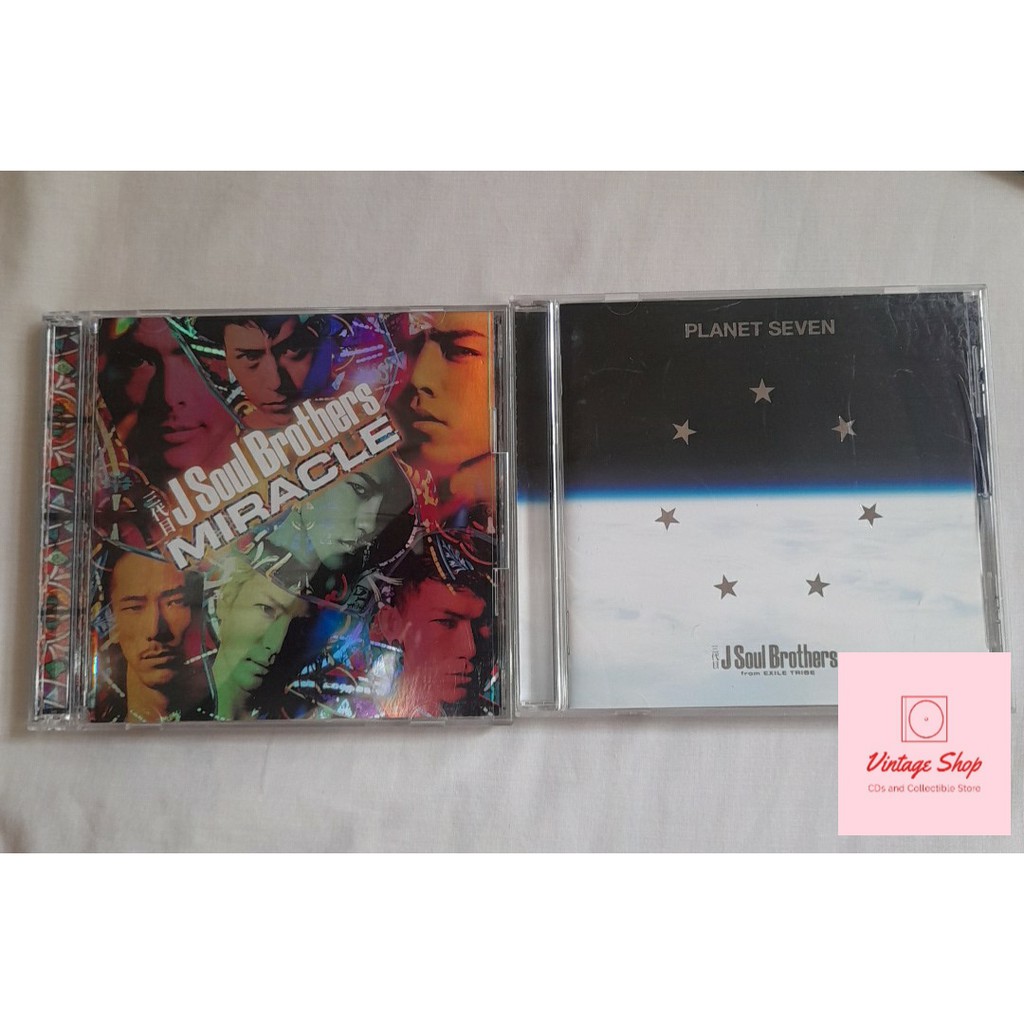 三代目
J Soul Brothers
MIRACLE
PLANET SEVEN
三代目 J Soul Brothers
from EXILE TRIBE
Vintage Shop
CDs and Collectible Store